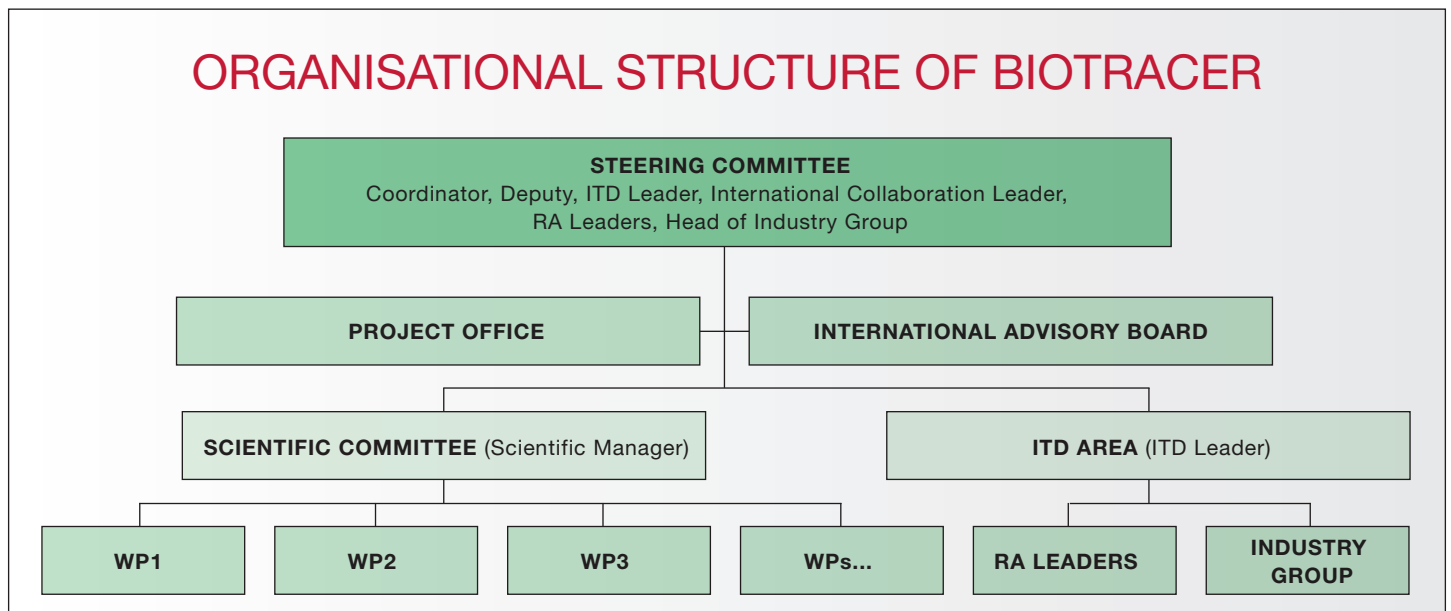 ORGANISATIONAL STRUCTURE OF BIOTRACER
STEERING COMMITTEE
Coordinator, Deputy, ITD Leader, International Collaboration Leader,
RA Leaders, Head of Industry Group
PROJECT OFFICE
INTERNATIONAL ADVISORY BOARD
SCIENTIFIC COMMITTEE (Scientific Manager)
ITD AREA (ITD Leader)
WP1
WP2
WP3
WPs...
RA LEADERS
INDUSTRY
GROUP